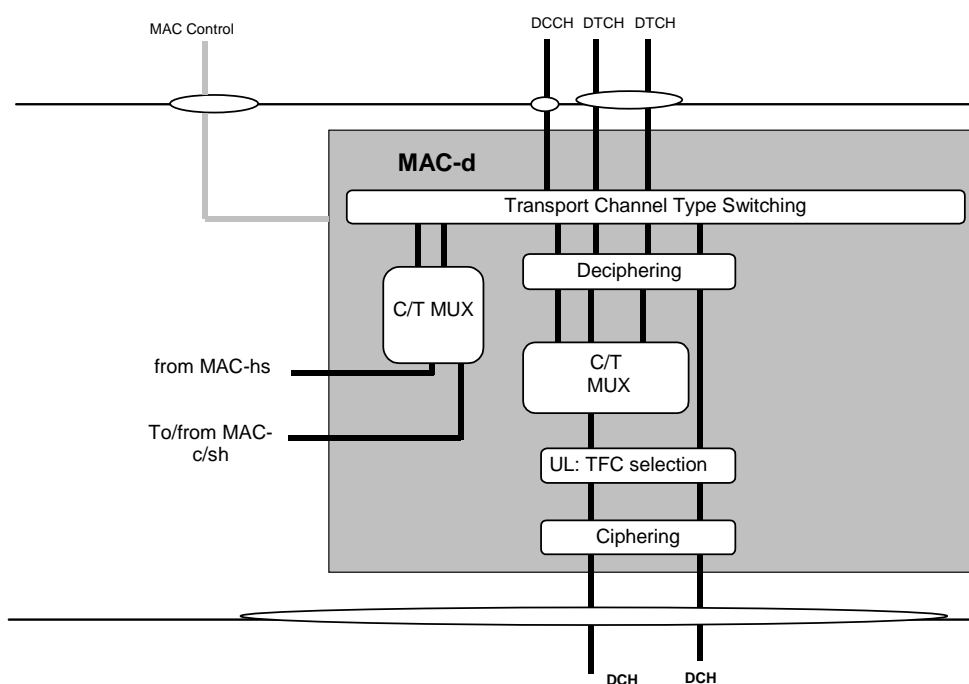 MAC Control
DCCH DTCH DTCH
MAC-d
Transport Channel Type Switching
Deciphering
C/T MUX
from MAC-hs
C/T
MUX
To/from MAC-
c/sh
UL: TFC selection
Ciphering
DCH
DCH